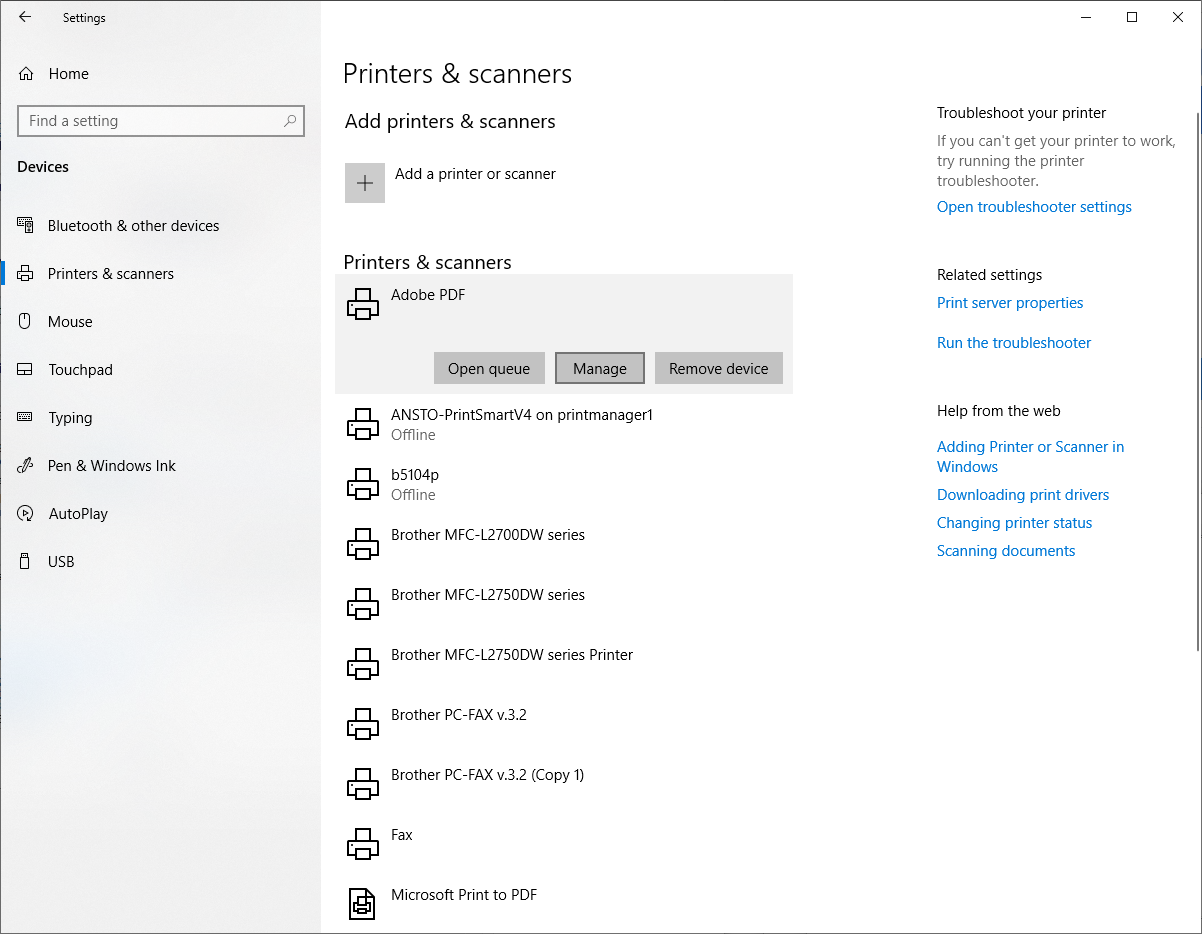 Settings
Home
Find a setting
Devices
Bluetooth & other devices
Printers & scanners
Mouse
Touchpad
Typing
Pen & Windows Ink
AutoPlay
USB
Printers & scanners
Add printers & scanners
Add a printer or scanner
Printers & scanners
Adobe PDF
Open queue
Manage
Remove device
ANSTO-PrintSmartV4 on printmanager1
Offline
b5104p
Offline
Brother MFC-L2700DW series
Brother MFC-L2750DW series
Brother MFC-L2750DW series Printer
Brother PC-FAX v.3.2
Brother PC-FAX v.3.2 (Copy 1)
Fax
Microsoft Print to PDF
Troubleshoot your printer
If you can't get your printer to work,
try running the printer
troubleshooter.
Open troubleshooter settings
Related settings
Print server properties
Run the troubleshooter
Help from the web
Adding Printer or Scanner in
Windows
Downloading print drivers
Changing printer status
Scanning documents